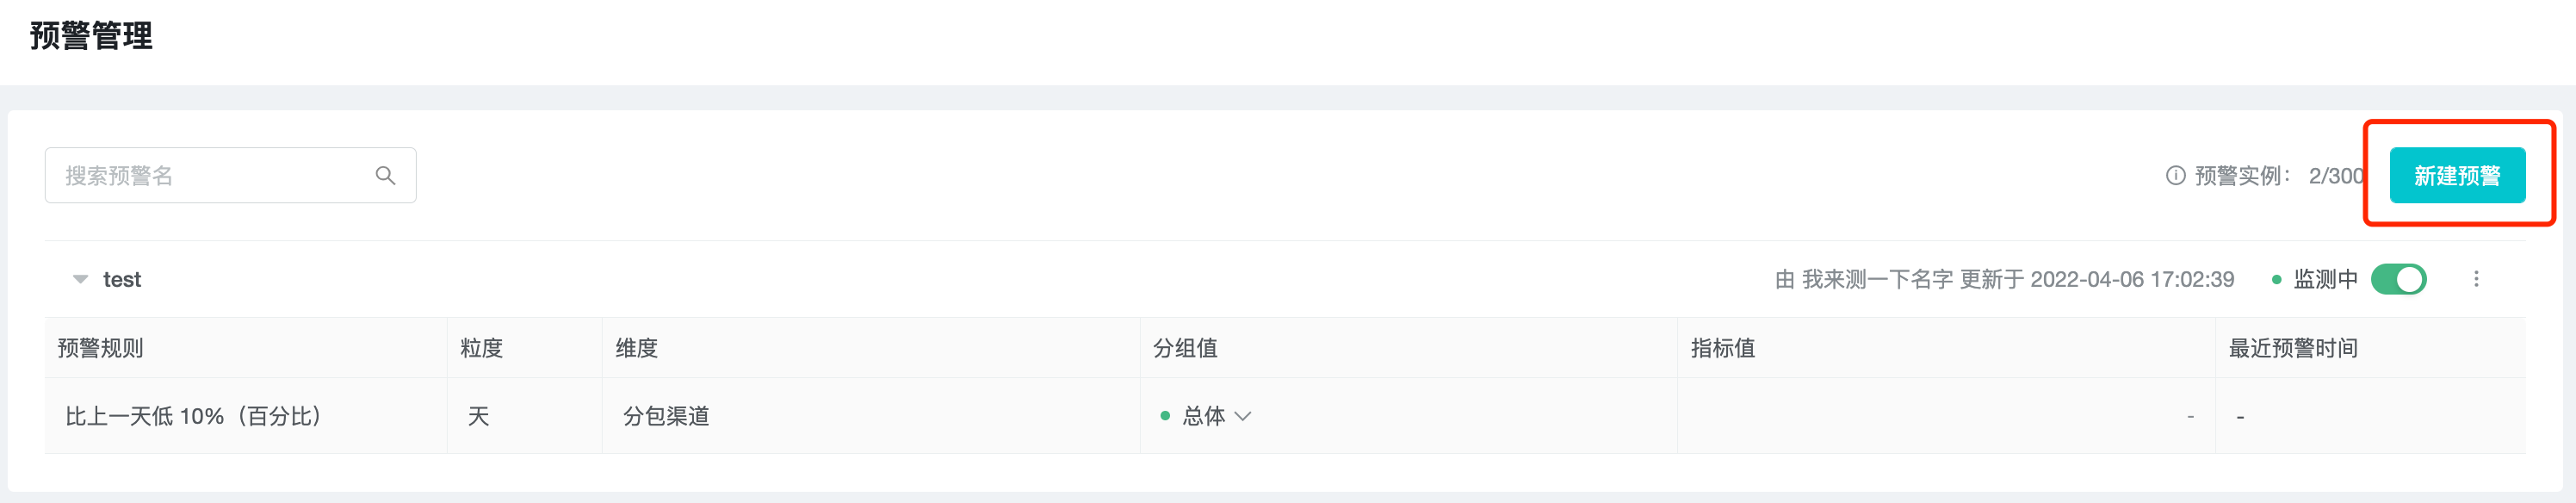 预警管理
搜索预警名
预警实例： 2/300
新建预警
test
由 我来测一下名字 更新于 2022-04-06 17:02:39
监测中
预警规则 粒度 维度 分组值 指标值 最近预警时间
比上一天低 10%（百分比） 天 分包渠道 总体 - -